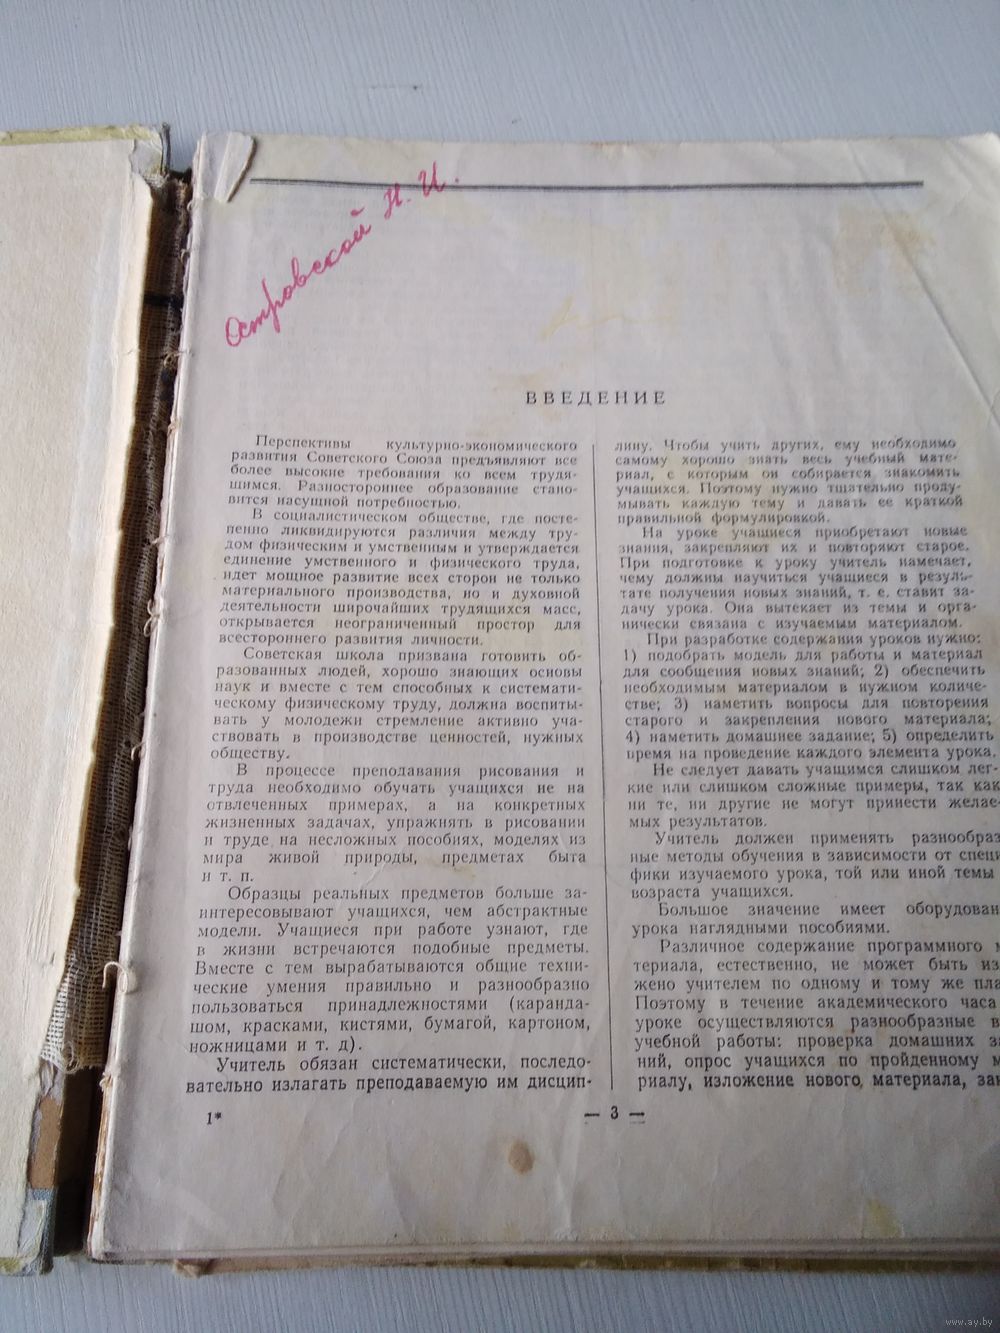 Островской Н. И.
ВВЕДЕНИЕ
Перспективы культурно-экономического
развития Советского Союза предъявляют все
более высокие требования ко всем трудя-
щимся. Разностороннее образование стано-
вится насущной потребностью.
В социалистическом обществе, где посте-
пенно ликвидируются различия между тру-
дом физическим и умственным и утверждается
единение умственного и физического труда,
идет мощное развитие всех сторон не только
материального производства, но и духовной
деятельности широчайших трудящихся масс,
открывается неограниченный простор для
всестороннего развития личности.
Советская школа призвана готовить об-
разованных людей, хорошо знающих основы
наук и вместе с тем способных к системати-
ческому физическому труду, должна воспиты-
вать у молодежи стремление активно уча-
ствовать в производстве ценностей, нужных
обществу.
В процессе преподавания рисования и
труда необходимо обучать учащихся не на
отвлеченных примерах, а на конкретных
жизненных задачах, упражнять в рисовании
и труде на несложных пособиях, моделях из
мира живой природы, предметах быта
и т. п.
Образцы реальных предметов больше за-
интересовывают учащихся, чем абстрактные
модели. Учащиеся при работе узнают, где
в жизни встречаются подобные предметы.
Вместе с тем вырабатываются общие техни-
ческие умения правильно и разнообразно
пользоваться принадлежностями (каранда-
шом, красками, кистями, бумагой, картоном,
ножницами и т. д).
Учитель обязан систематически, последо-
вательно излагать преподаваемую им дисцип-
лину. Чтобы учить других, ему необходимо
самому хорошо знать весь учебный мате-
риал, с которым он собирается знакомить
учащихся. Поэтому нужно тщательно проду-
мывать каждую тему и давать ее краткой
правильной формулировкой.
На уроке учащиеся приобретают новые
знания, закрепляют их и повторяют старое.
При подготовке к уроку учитель намечает,
чему должны научиться учащиеся в резуль-
тате получения новых знаний, т. е. ставит за-
дачу урока. Она вытекает из темы и орга-
нически связана с изучаемым материалом.
При разработке содержания уроков нужно:
1) подобрать модель для работы и материал
для сообщения новых знаний; 2) обеспечить
необходимым материалом в нужном количе-
стве; 3) наметить вопросы для повторения
старого и закрепления нового материала;
4) наметить домашнее задание; 5) определить
время на проведение каждого элемента урока.
Не следует давать учащимся слишком лег-
кие или слишком сложные примеры, так как
ни те, ни другие не могут принести желае-
мых результатов.
Учитель должен применять разнообраз
ные методы обучения в зависимости от специ
фики изучаемого урока, той или иной темы
возраста учащихся.
Большое значение имеет оборудован
урока наглядными пособиями.
Различное содержание программного м
териала, естественно, не может быть из
жено учителем по одному и тому же пла
Поэтому в течение академического часа
уроке осуществляются разнообразные в
учебной работы: проверка домашних з
ний, опрос учащихся по пройденному м
риалу, изложение нового материала, зак
1*
— 3 —
www.ay.by